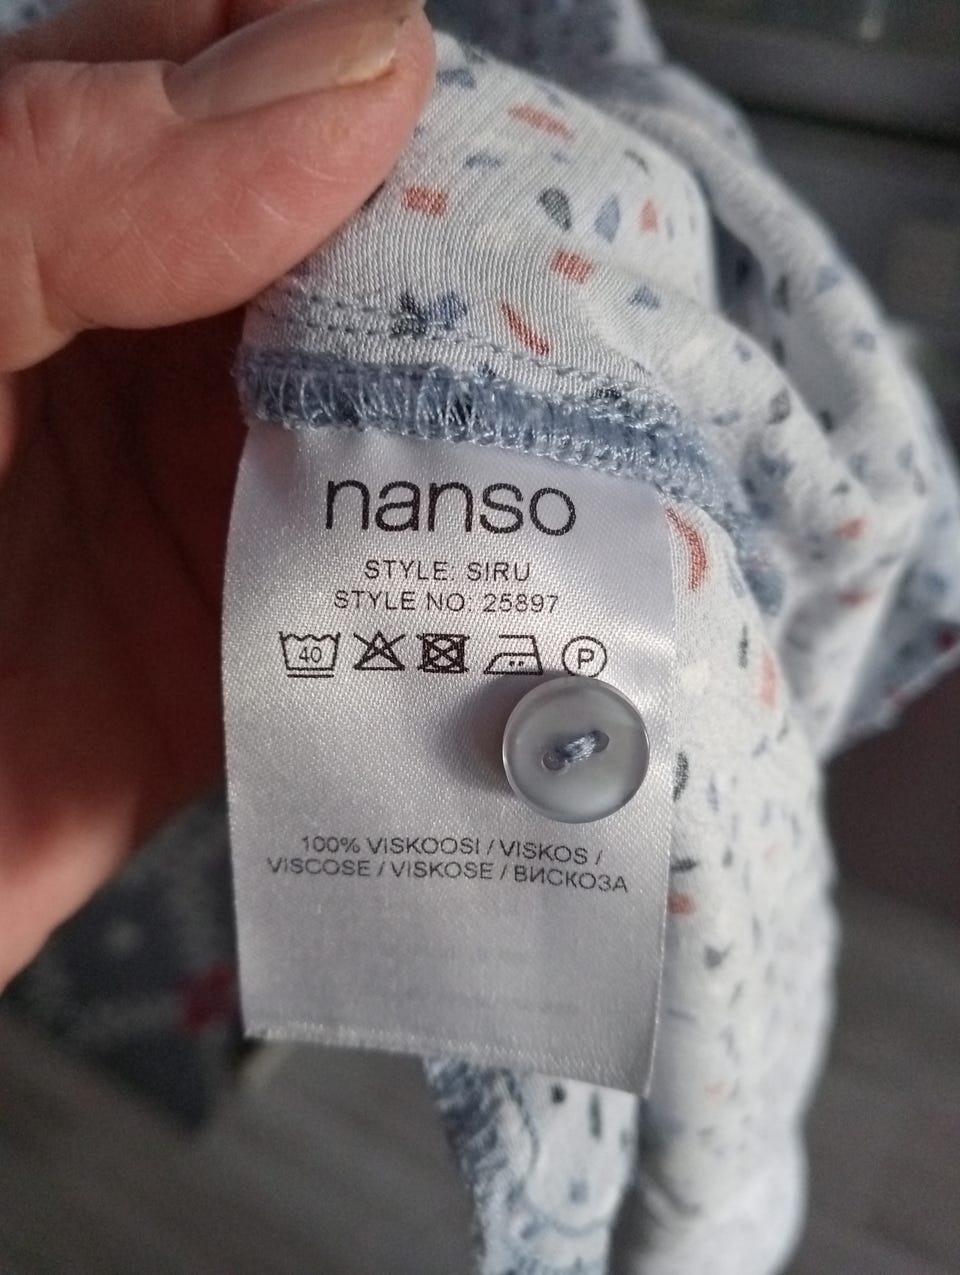 nanso
STYLE: SIRU
STYLE NO: 25897
40 P
100% VISKOOSI / VISKOS /
VISCOSE / VISKOSE / ВИСКОЗА